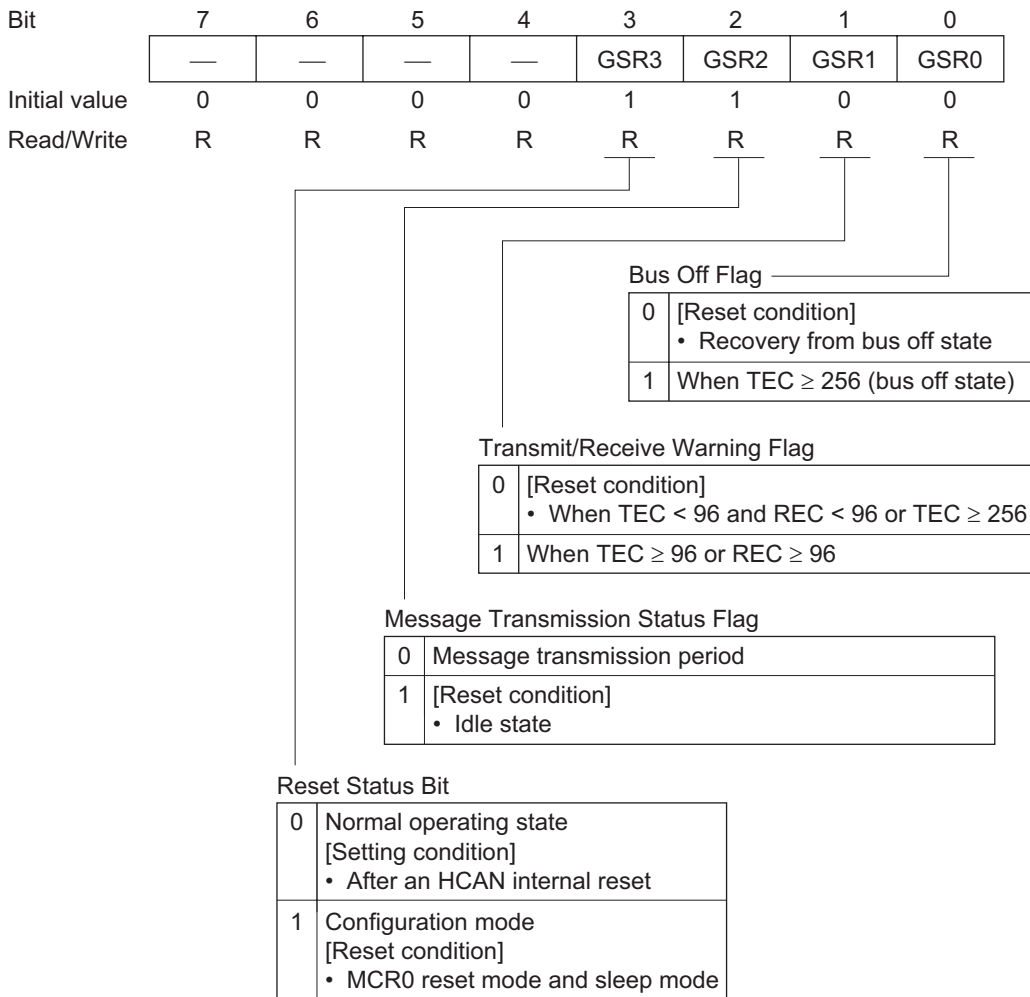 Bit 7 6 5 4 3 2 1 0
— — — — GSR3 GSR2 GSR1 GSR0
Initial value 0 0 0 0 1 1 0 0
Read/Write R R R R R R R R
Bus Off Flag
0 [Reset condition]
• Recovery from bus off state
1 When TEC ≥ 256 (bus off state)
Transmit/Receive Warning Flag
0 [Reset condition]
• When TEC < 96 and REC < 96 or TEC ≥ 256
1 When TEC ≥ 96 or REC ≥ 96
Message Transmission Status Flag
0 Message transmission period
1 [Reset condition]
• Idle state
Reset Status Bit
0 Normal operating state
[Setting condition]
• After an HCAN internal reset
1 Configuration mode
[Reset condition]
• MCR0 reset mode and sleep mode